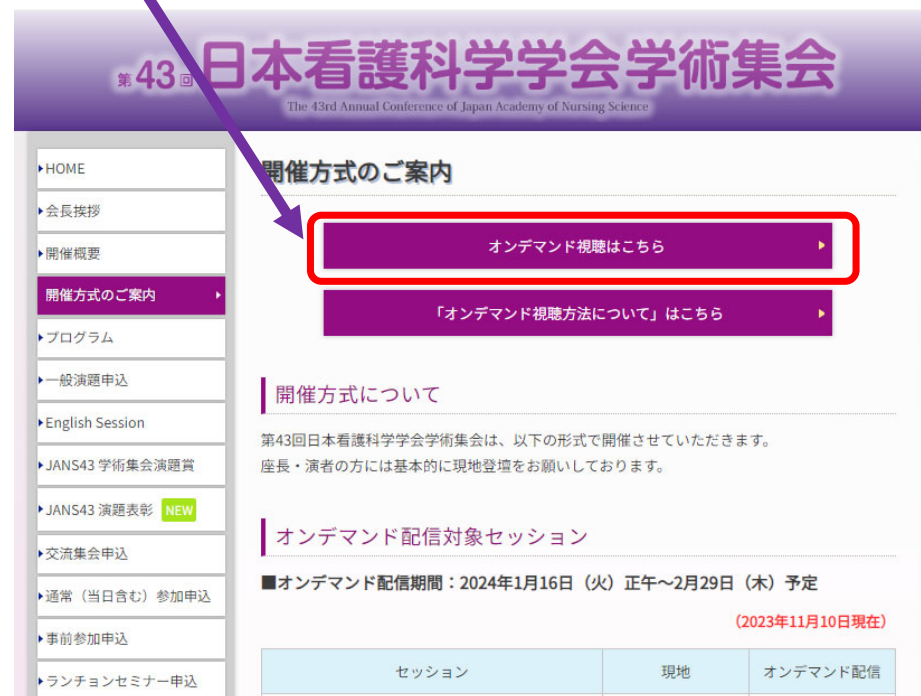 第43回日本看護科学学会学術集会
The 43rd Annual Conference of Japan Academy of Nursing Science
HOME
会長挨拶
開催概要
開催方式のご案内
プログラム
一般演題申込
English Session
JANS43 学術集会演題賞
JANS43 演題表彰 NEW
交流集会申込
通常（当日含む）参加申込
事前参加申込
ランチョンセミナー申込
開催方式のご案内
オンデマンド視聴はこちら
「オンデマンド視聴方法について」はこちら
開催方式について
第43回日本看護科学学会学術集会は、以下の形式で開催させていただきます。
座長・演者の方には基本的に現地登壇をお願いしております。
オンデマンド配信対象セッション
■オンデマンド配信期間：2024年1月16日（火）正午～2月29日（木）予定
（2023年11月10日現在）
セッション 現地 オンデマンド配信